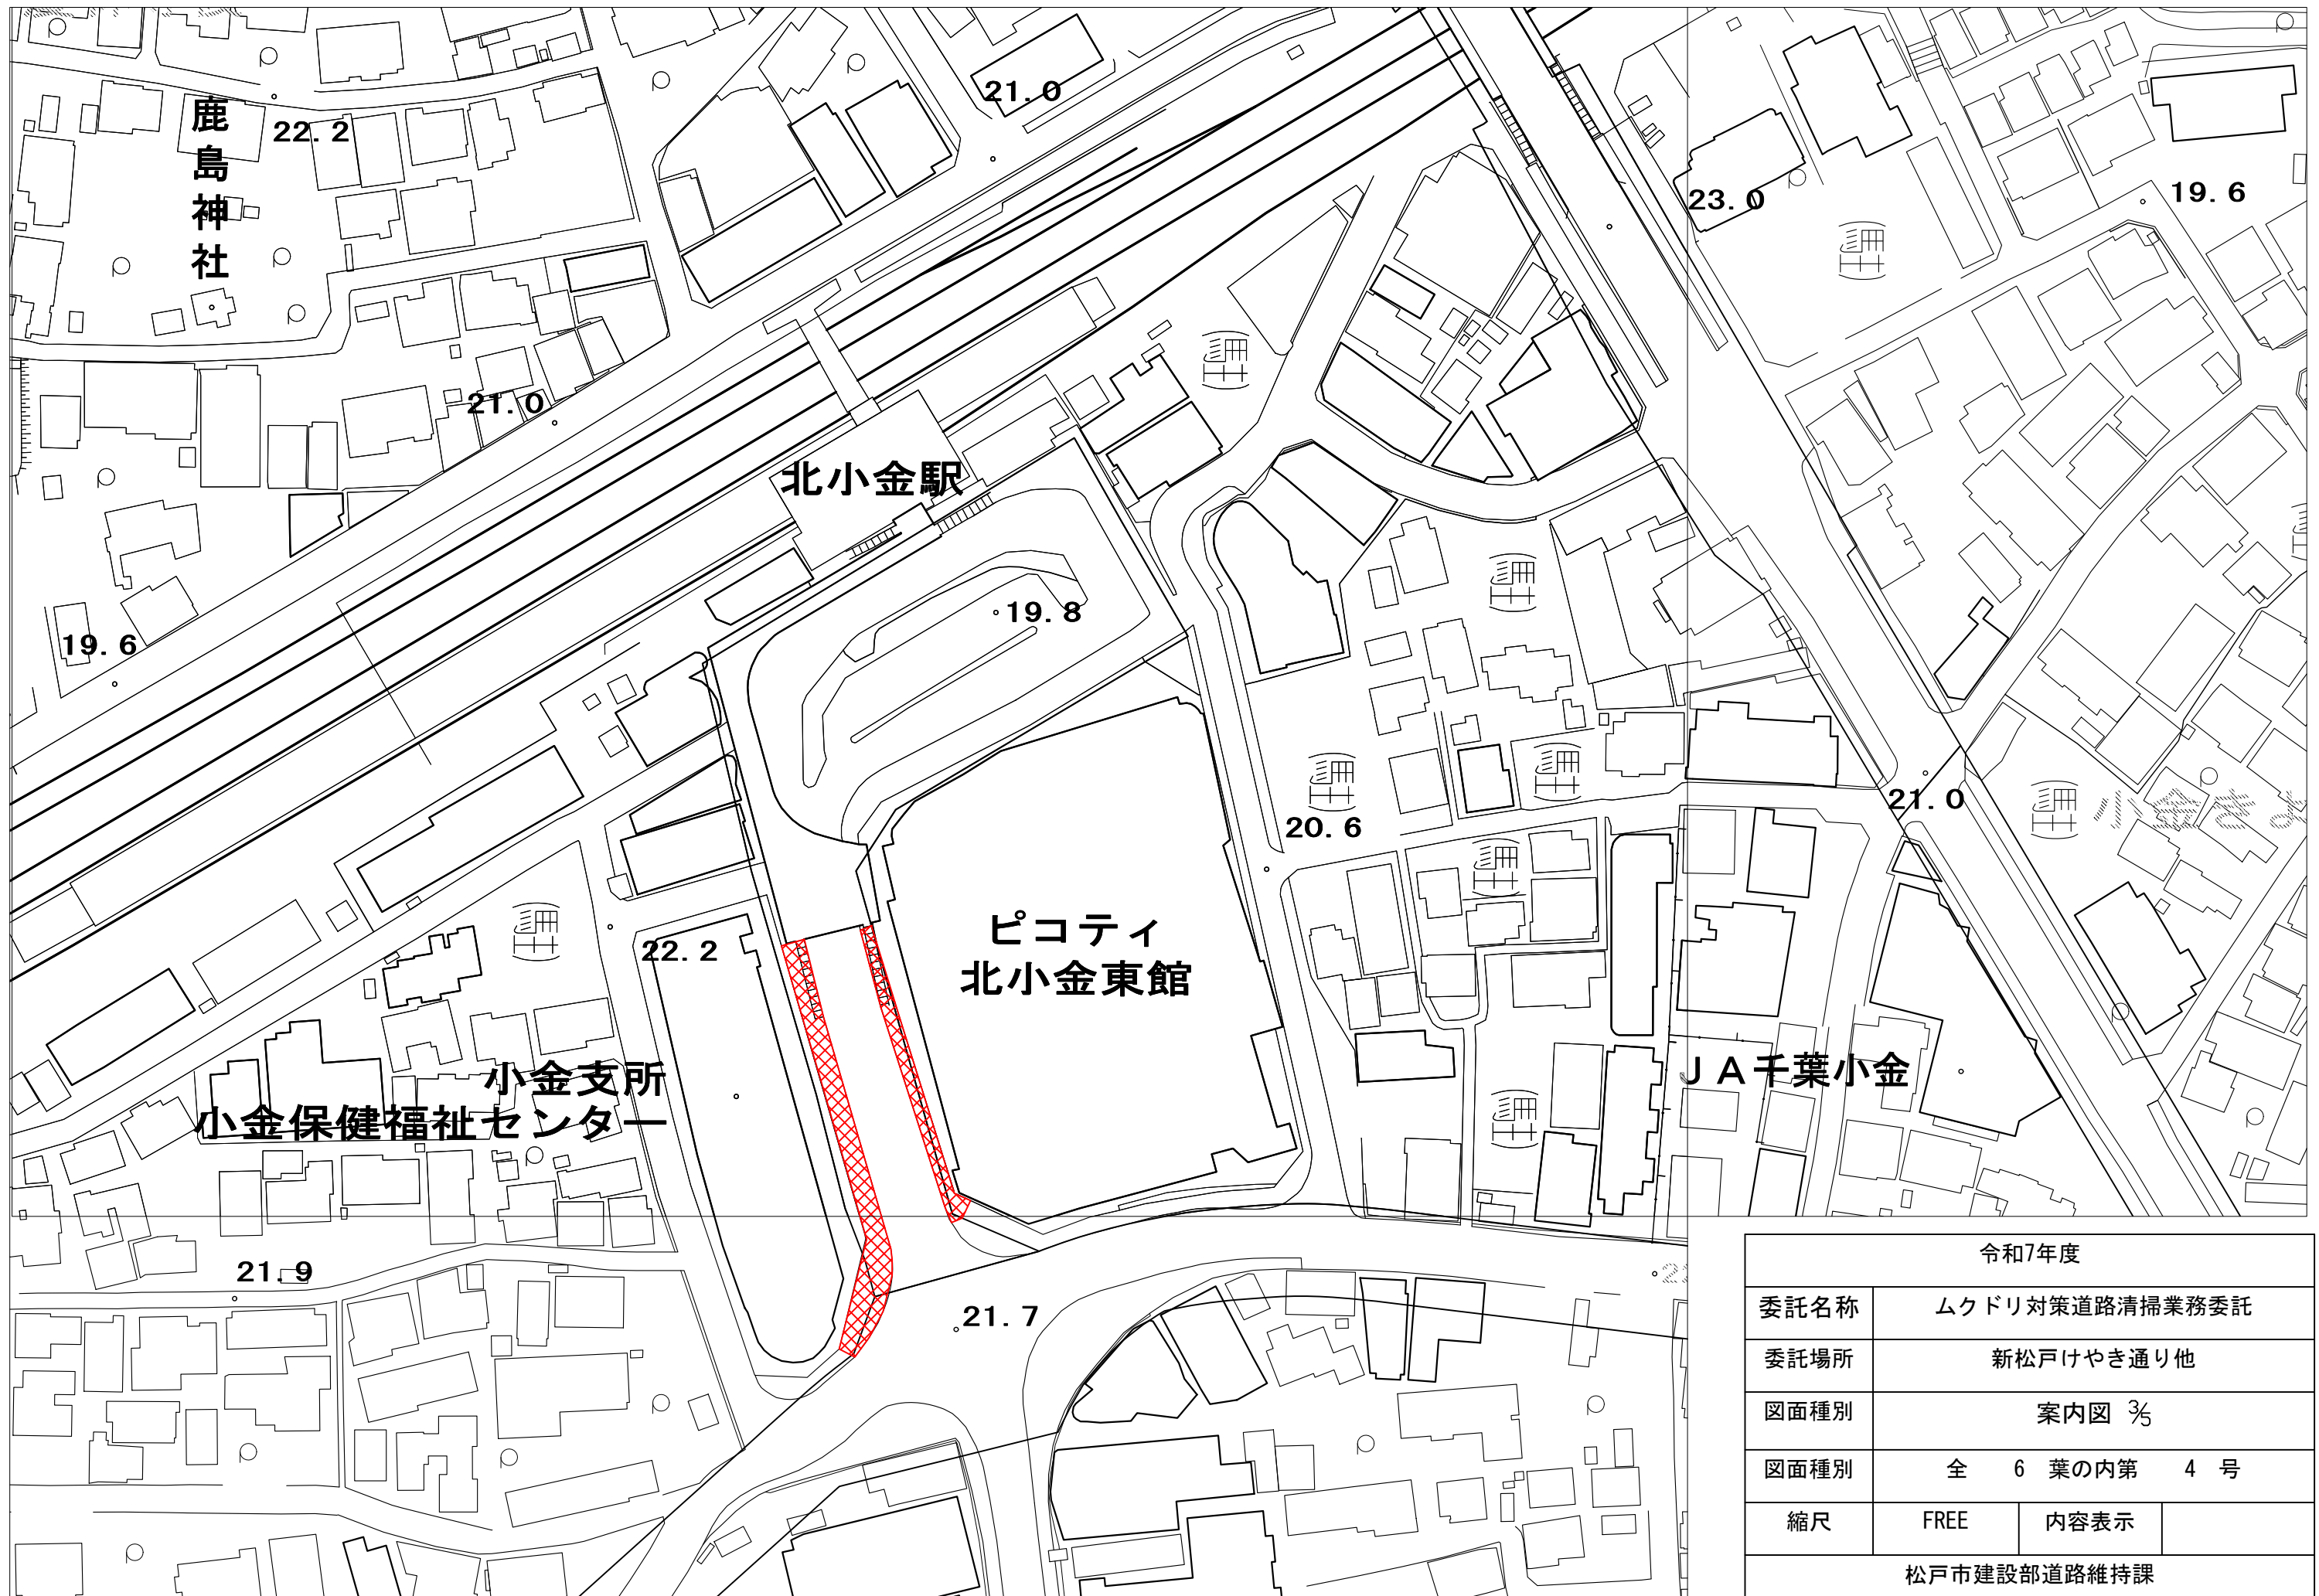 21.0
鹿島神社
22.2
23.0
19.6
21.0
北小金駅
19.8
19.6
21.0
20.6
小金きよ
ピコティ
北小金東館
22.2
小金支所
小金保健福祉センター
JA千葉小金
21.9
21.7
令和7年度
委託名称 ムクドリ対策道路清掃業務委託
委託場所 新松戸けやき通り他
図面種別 案内図 3/5
図面種別 全 6 葉の内第 4 号
縮尺 FREE 内容表示
松戸市建設部道路維持課